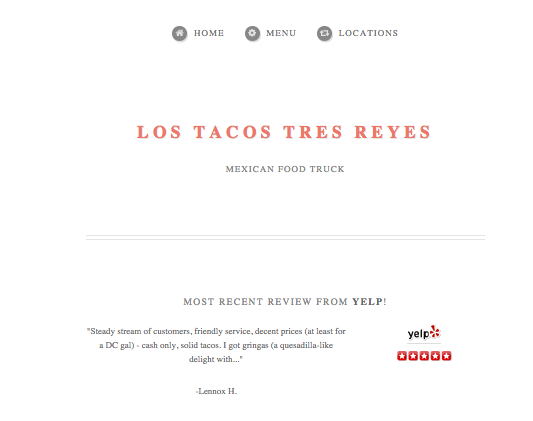 HOME MENU LOCATIONS
LOS TACOS TRES REYES
MEXICAN FOOD TRUCK
MOST RECENT REVIEW FROM YELP!
"Steady stream of customers, friendly service, decent prices (at least for
a DC gal) - cash only, solid tacos. I got gringas (a quesadilla-like
delight with..."
-Lennox H.
yelp